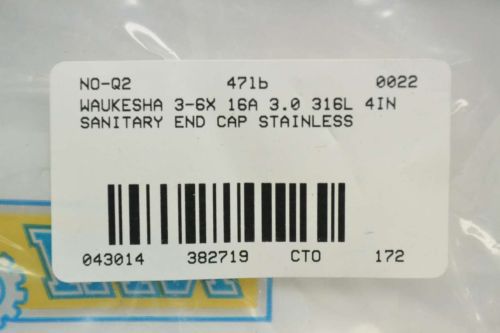 NO-Q2 471b 0022
WAUKESHA 3-6X 16A 3.0 316L 4IN
SANITARY END CAP STAINLESS
043014 382719 CTO 172